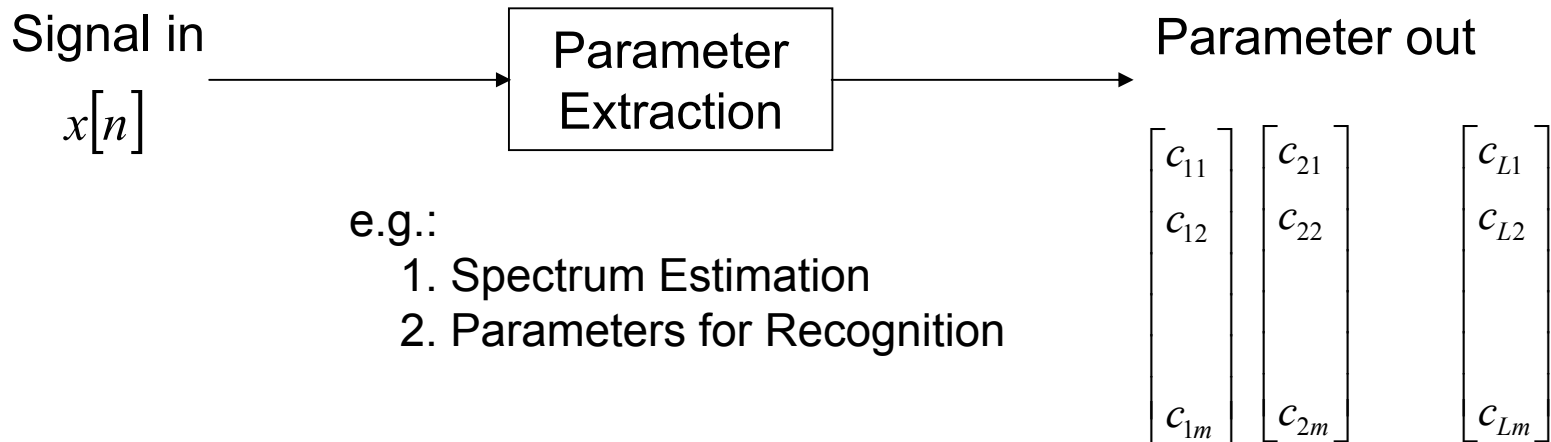 Signal in
x[n]
Parameter
Extraction
Parameter out
e.g.:
1. Spectrum Estimation
2. Parameters for Recognition
c11 c21 cL1
c12 c22 cL2
c1m c2m cLm